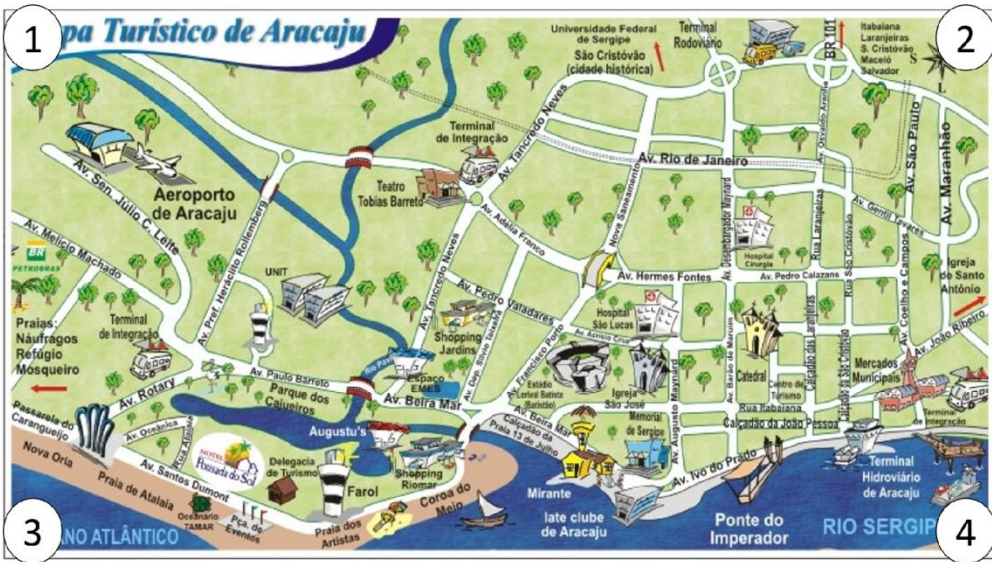 1
2
3
4
pa Turístico de Aracaju
Universidade Federal
de Sergipe
São Cristóvão
(cidade histórica)
Terminal
Rodoviário
BR 101
Itabaiana
Laranjeiras
S. Cristóvão
Maceió
Salvador
S
L
Aeroporto
de Aracaju
Av. Sen. Júlio C. Leite
Av. Melício Machado
BR
PETROBRAS
Praias:
Náufragos
Refúgio
Mosqueiro
Terminal
de Integração
Av. Pref. Heráclito Rollemberg
UNIT
Teatro
Tobias Barreto
Terminal
de Integração
Av. Tancredo Neves
Av. Adélia Franco
Av. Tancredo Neves
Nova Saneamento
Av. Rio de Janeiro
Av. Osvaldo Aranha
Av. São Paulo
Av. Maranhão
Av. Gentil Tavares
Rua Laranjeiras
Rua São Cristóvão
Hospital
Cirurgia
Av. Hermes Fontes
Av. Pedro Calazans
Av. Coelho e Campos
Igreja
do Santo
Antônio
Av. João Ribeiro
Av. Pedro Valadares
Shopping
Jardins
Av. Francisco Porto
Hospital
São Lucas
Estádio
Lorival Batista
(Batistão)
Igreja
São José
Av. Augusto Maynard
Av. Barão de Maruim
Catedral
Centro de
Turismo
Calçadão das Laranjeiras
Mercados
Municipais
Terminal
de Integração
Rua Itabaiana
Calçadão da João Pessoa
Espaço
EMES
Av. Beira Mar
Av. Beira Mar
Calçadão da
Praia 13 de Julho
Memorial
de Sergipe
Av. Ivo do Prado
Terminal
Hidroviário
de Aracaju
Av. Rotary
Av. Paulo Barreto
Parque dos
Cajueiros
Augustu's
Shopping
Riomar
Passarela do
Caranguejo
Nova Orla
Av. Oceânica
Av. Santos Dumont
Pousada do Sol
Delegacia
de Turismo
Farol
Coroa do
Meio
Praia de Atalaia
Oceanário
TAMAR
Pça. de
Eventos
Praia dos
Artistas
Mirante
Iate clube
de Aracaju
Ponte do
Imperador
ANO ATLÂNTICO
RIO SERGIP